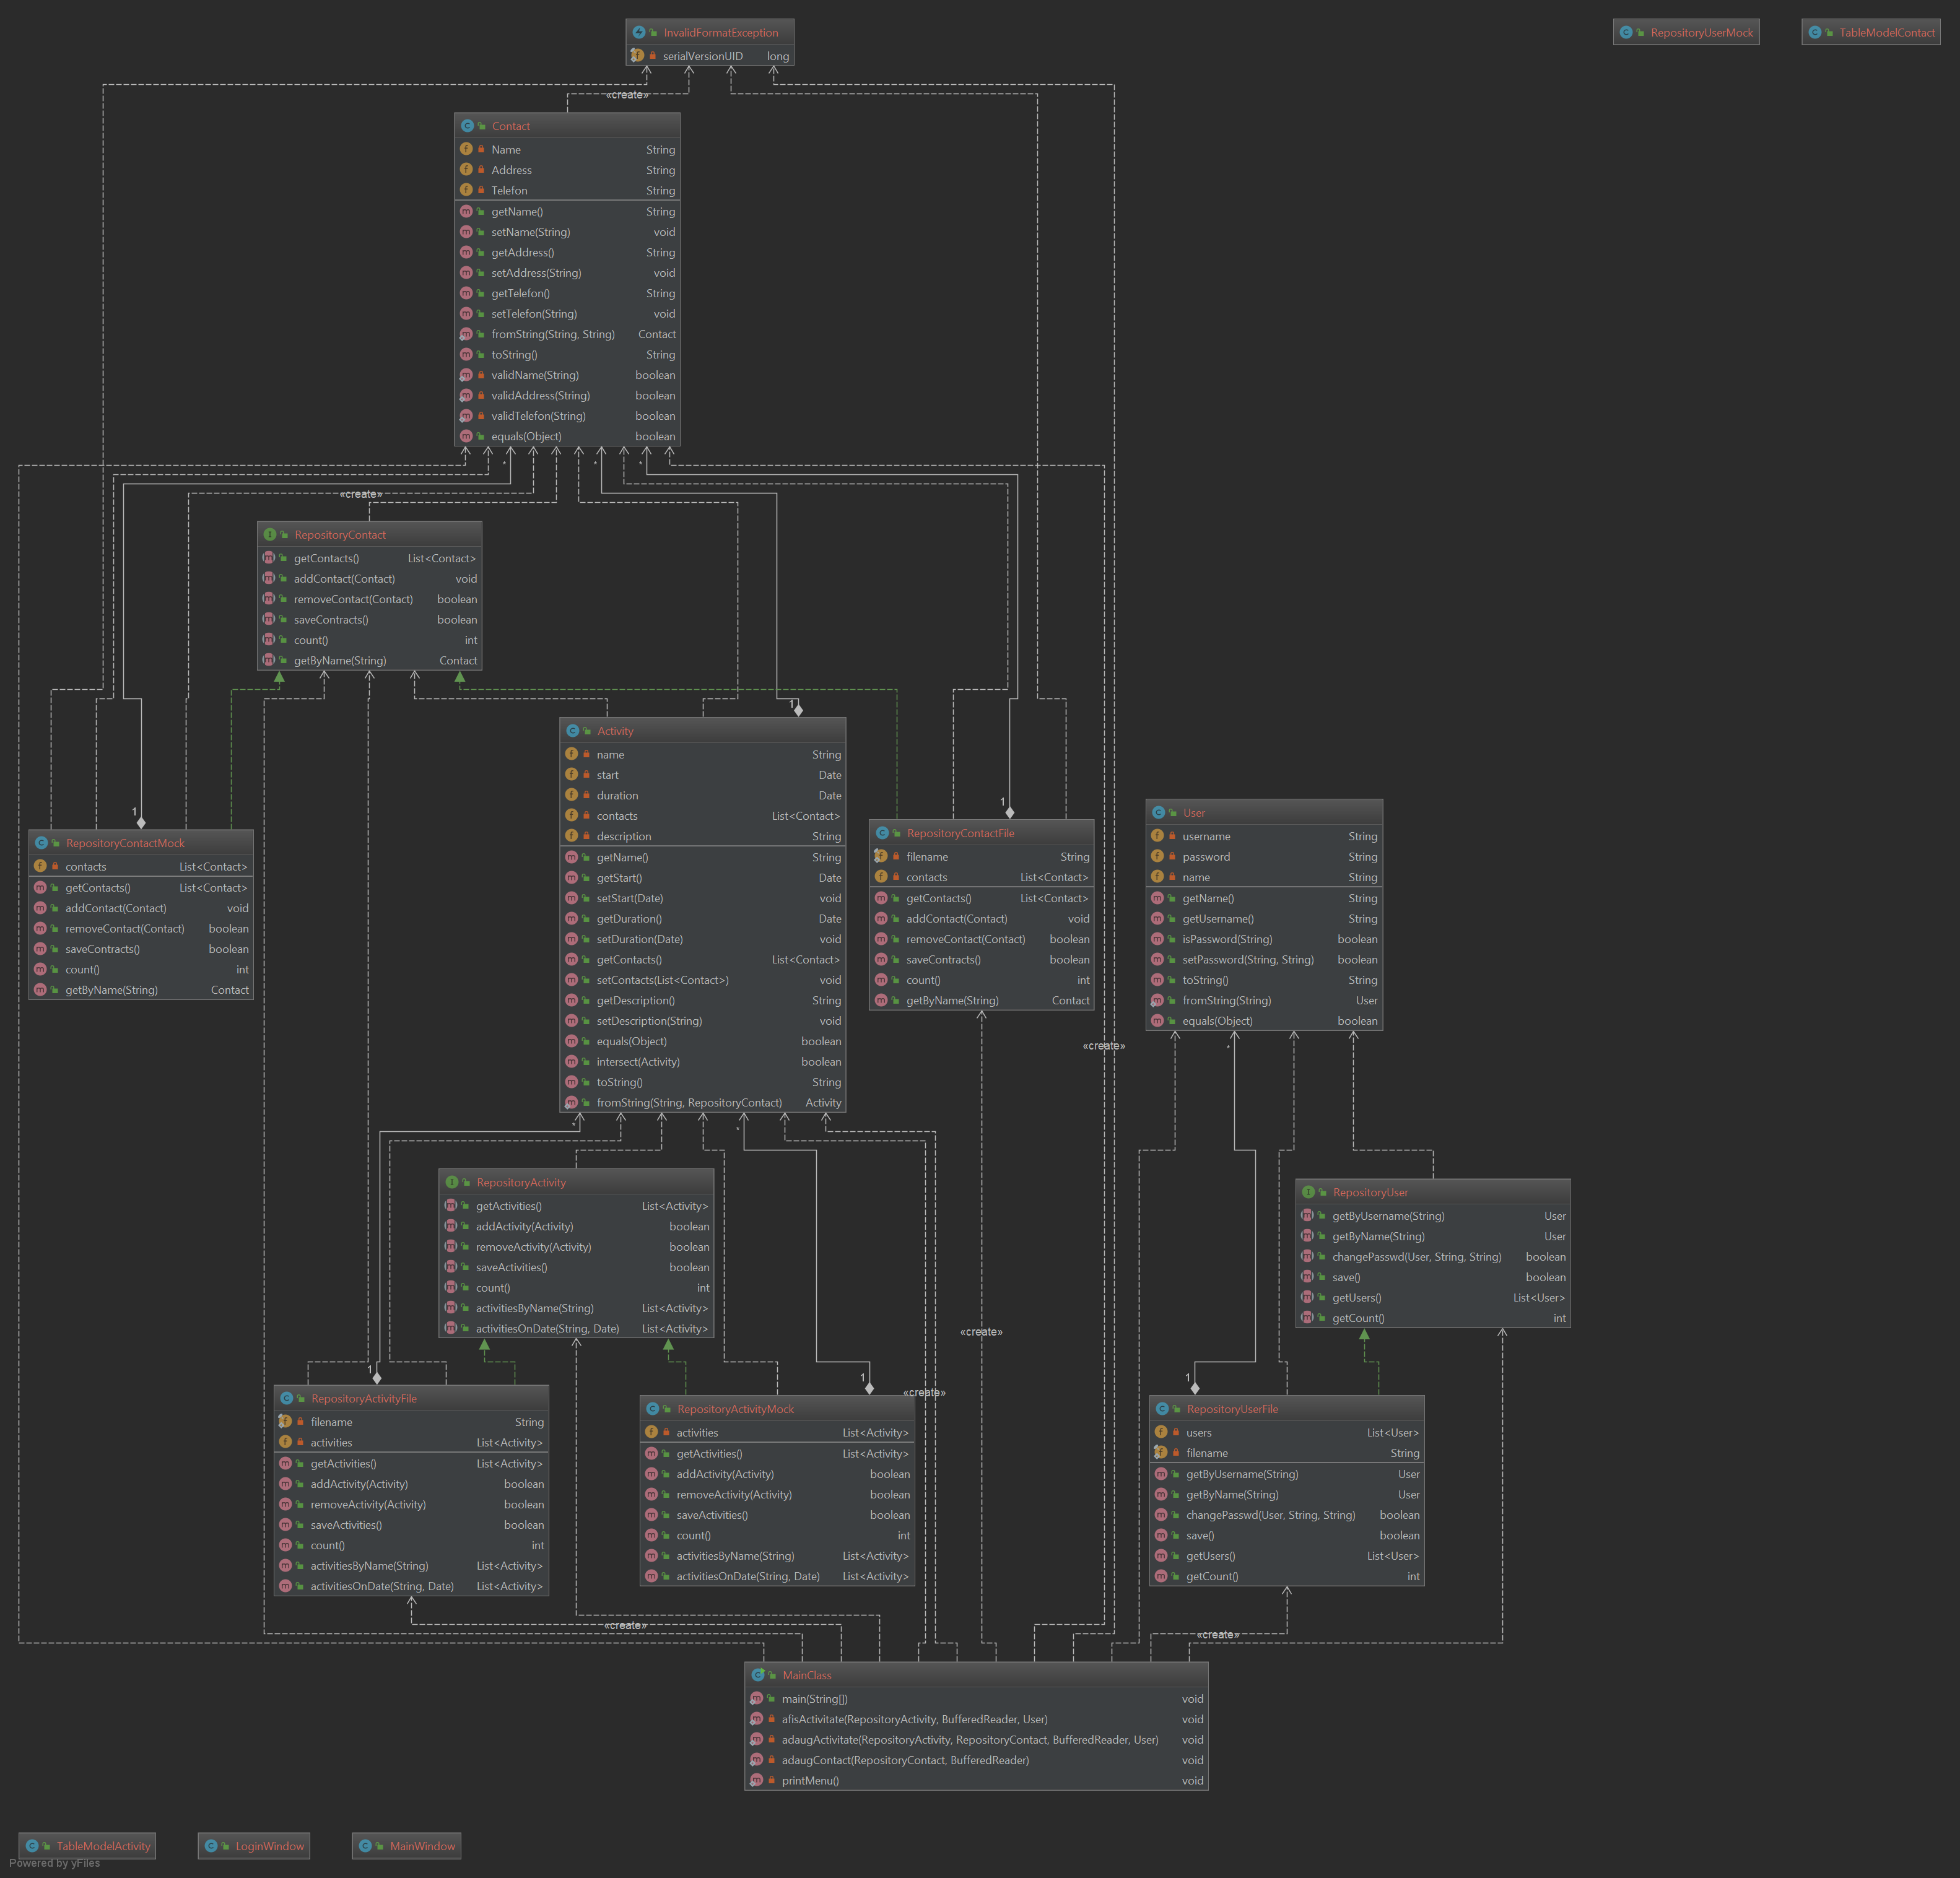 InvalidFormatException
serialVersionUID long
RepositoryUserMock
TableModelContact
«create»
Contact
Name String
Address String
Telefon String
getName() String
setName(String) void
getAddress() String
setAddress(String) void
getTelefon() String
setTelefon(String) void
fromString(String, String) Contact
toString() String
validName(String) boolean
validAddress(String) boolean
validTelefon(String) boolean
equals(Object) boolean
* * *
«create»
RepositoryContact
getContacts() List<Contact>
addContact(Contact) void
removeContact(Contact) boolean
saveContracts() boolean
count() int
getByName(String) Contact
1
Activity
name String
start Date
duration Date
contacts List<Contact>
description String
getName() String
getStart() Date
setStart(Date) void
getDuration() Date
setDuration(Date) void
getContacts() List<Contact>
setContacts(List<Contact>) void
getDescription() String
setDescription(String) void
equals(Object) boolean
intersect(Activity) boolean
toString() String
fromString(String, RepositoryContact) Activity
1
RepositoryContactMock
contacts List<Contact>
getContacts() List<Contact>
addContact(Contact) void
removeContact(Contact) boolean
saveContracts() boolean
count() int
getByName(String) Contact
1
RepositoryContactFile
filename String
contacts List<Contact>
getContacts() List<Contact>
addContact(Contact) void
removeContact(Contact) boolean
saveContracts() boolean
count() int
getByName(String) Contact
User
username String
password String
name String
getName() String
getUsername() String
isPassword(String) boolean
setPassword(String, String) boolean
toString() String
fromString(String) User
equals(Object) boolean
«create»
* * *
RepositoryActivity
getActivities() List<Activity>
addActivity(Activity) boolean
removeActivity(Activity) boolean
saveActivities() boolean
count() int
activitiesByName(String) List<Activity>
activitiesOnDate(String, Date) List<Activity>
RepositoryUser
getByUsername(String) User
getByName(String) User
changePasswd(User, String, String) boolean
save() boolean
getUsers() List<User>
getCount() int
«create»
1
RepositoryActivityFile
filename String
activities List<Activity>
getActivities() List<Activity>
addActivity(Activity) boolean
removeActivity(Activity) boolean
saveActivities() boolean
count() int
activitiesByName(String) List<Activity>
activitiesOnDate(String, Date) List<Activity>
1
«create»
RepositoryActivityMock
activities List<Activity>
getActivities() List<Activity>
addActivity(Activity) boolean
removeActivity(Activity) boolean
saveActivities() boolean
count() int
activitiesByName(String) List<Activity>
activitiesOnDate(String, Date) List<Activity>
1
RepositoryUserFile
users List<User>
filename String
getByUsername(String) User
getByName(String) User
changePasswd(User, String, String) boolean
save() boolean
getUsers() List<User>
getCount() int
«create»
«create»
MainClass
main(String[]) void
afisActivitate(RepositoryActivity, BufferedReader, User) void
adaugActivitate(RepositoryActivity, RepositoryContact, BufferedReader, User) void
adaugContact(RepositoryContact, BufferedReader) void
printMenu() void
TableModelActivity
LoginWindow
MainWindow
Powered by yFiles